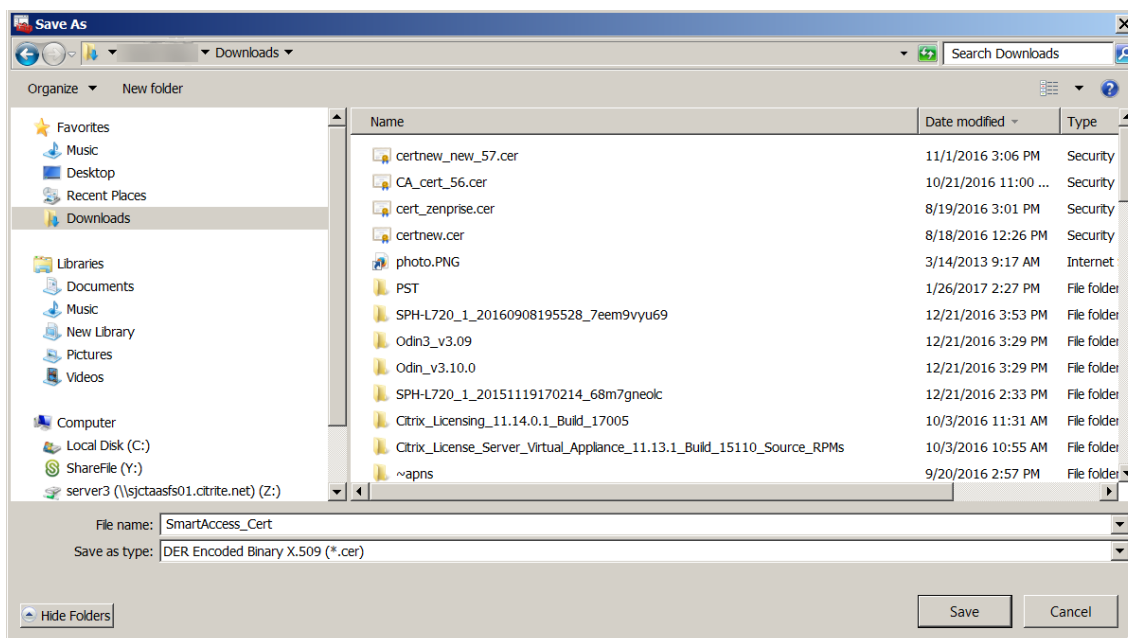 Save As
Downloads
Search Downloads
Organize New folder
Favorites
Music
Desktop
Recent Places
Downloads
Libraries
Documents
Music
New Library
Pictures
Videos
Computer
Local Disk (C:)
ShareFile (Y:)
server3 (\\sjctaasfs01.citrite.net) (Z:)
Name Date modified Type
certnew_new_57.cer 11/1/2016 3:06 PM Security
CA_cert_56.cer 10/21/2016 11:00 ... Security
cert_zenprise.cer 8/19/2016 3:01 PM Security
certnew.cer 8/18/2016 12:26 PM Security
photo.PNG 3/14/2013 9:17 AM Internet
PST 1/26/2017 2:27 PM File folder
SPH-L720_1_20160908195528_7eem9vyu69 12/21/2016 3:53 PM File folder
Odin3_v3.09 12/21/2016 3:29 PM File folder
Odin_v3.10.0 12/21/2016 3:29 PM File folder
SPH-L720_1_20151119170214_68m7gneolc 12/21/2016 2:33 PM File folder
Citrix_Licensing_11.14.0.1_Build_17005 10/3/2016 11:31 AM File folder
Citrix_License_Server_Virtual_Appliance_11.13.1_Build_15110_Source_RPMs 10/3/2016 10:55 AM File folder
~apns 9/20/2016 2:57 PM File folder
File name: SmartAccess_Cert
Save as type: DER Encoded Binary X.509 (*.cer)
Hide Folders Save Cancel